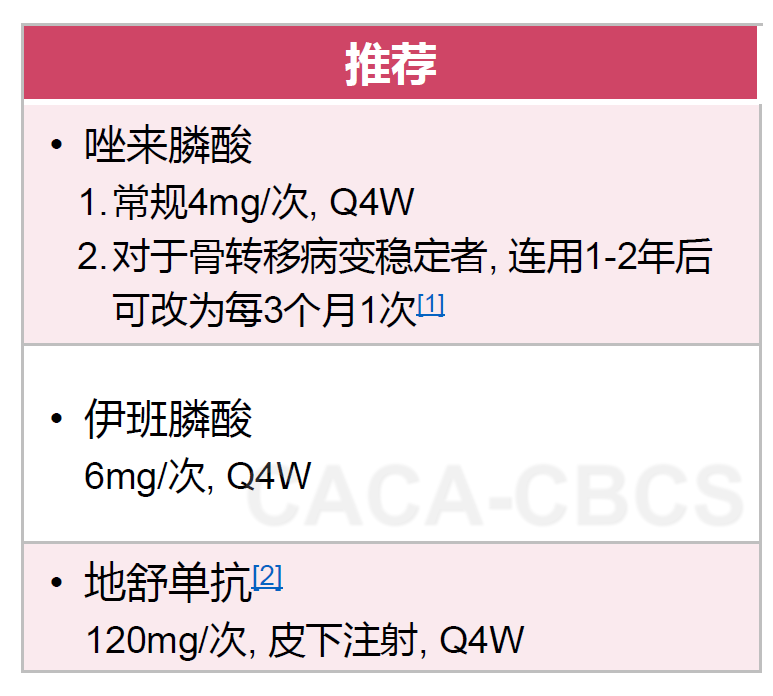 推荐
• 唑来膦酸
1. 常规4mg/次, Q4W
2. 对于骨转移病变稳定者, 连用1-2年后
可改为每3个月1次[1]
• 伊班膦酸
6mg/次, Q4W
CACA-CBCS
• 地舒单抗[2]
120mg/次, 皮下注射, Q4W